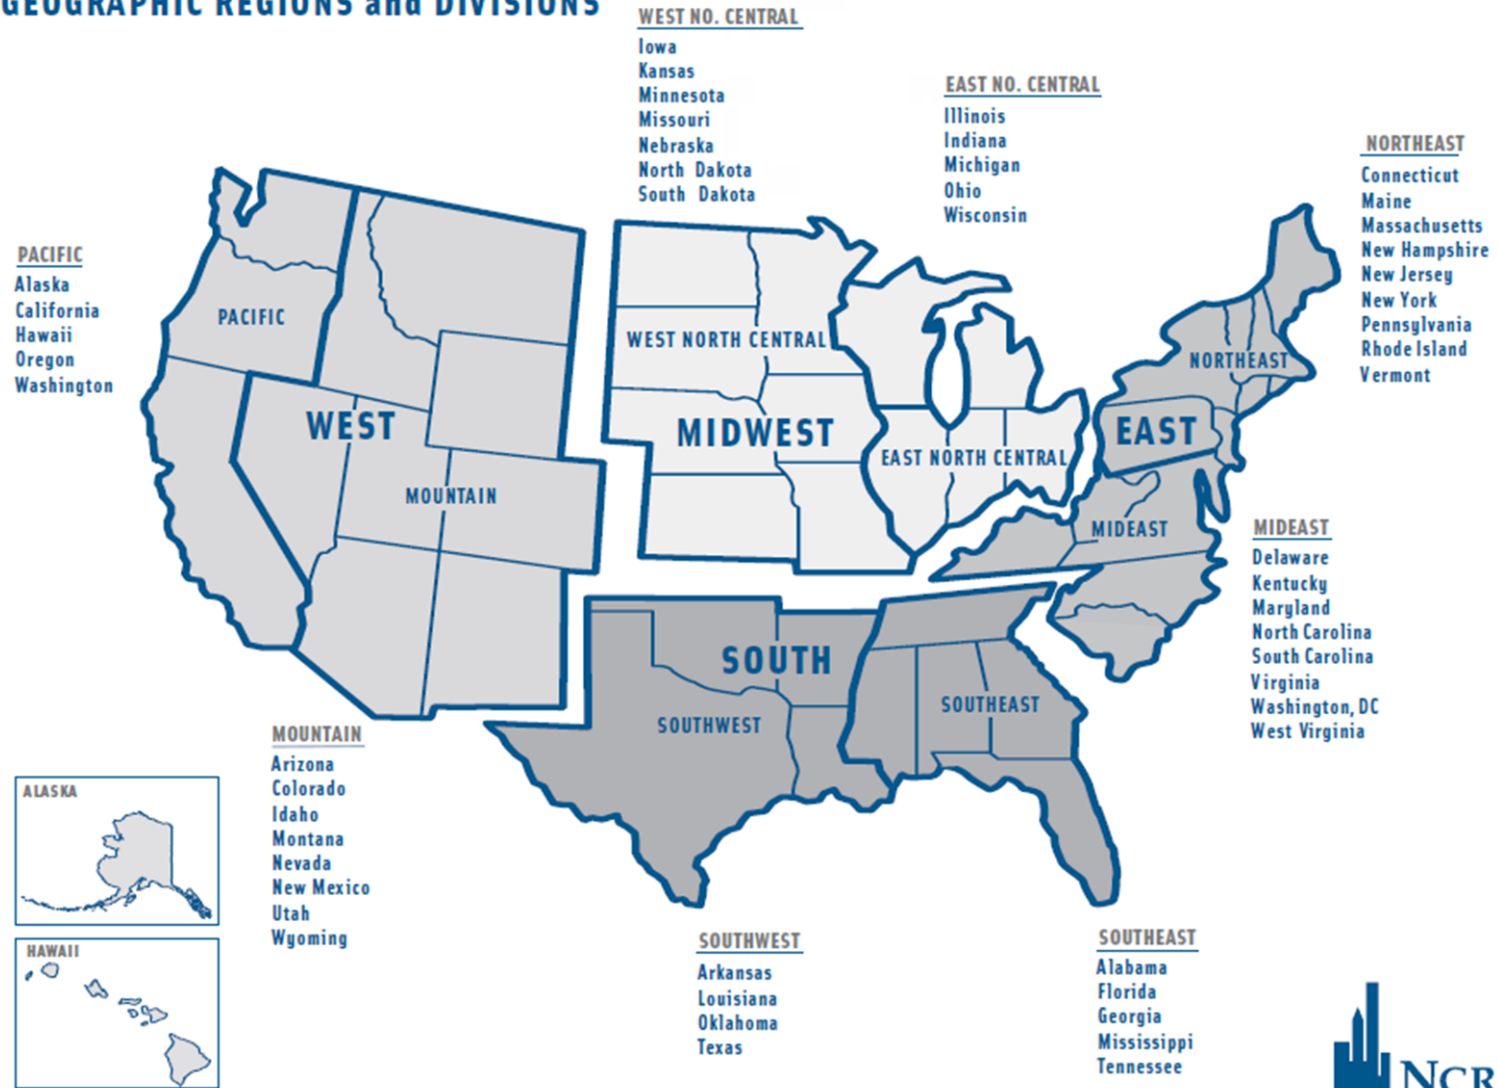 GEOGRAPHIC REGIONS and DIVISIONS
WEST NO. CENTRAL
Iowa
Kansas
Minnesota
Missouri
Nebraska
North Dakota
South Dakota
EAST NO. CENTRAL
Illinois
Indiana
Michigan
Ohio
Wisconsin
NORTHEAST
Connecticut
Maine
Massachusetts
New Hampshire
New Jersey
New York
Pennsylvania
Rhode Island
Vermont
PACIFIC
Alaska
California
Hawaii
Oregon
Washington
PACIFIC
WEST
MOUNTAIN
WEST NORTH CENTRAL
MIDWEST
EAST NORTH CENTRAL
NORTHEAST
EAST
MIDEAST
MIDEAST
Delaware
Kentucky
Maryland
North Carolina
South Carolina
Virginia
Washington, DC
West Virginia
SOUTH
SOUTHWEST
SOUTHEAST
MOUNTAIN
Arizona
Colorado
Idaho
Montana
Nevada
New Mexico
Utah
Wyoming
ALASKA
HAWAII
SOUTHWEST
Arkansas
Louisiana
Oklahoma
Texas
SOUTHEAST
Alabama
Florida
Georgia
Mississippi
Tennessee
NCR